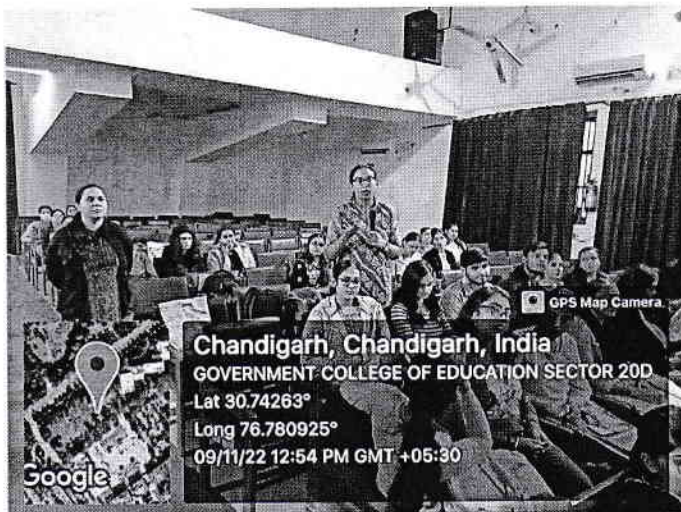 GPS Map Camera
Chandigarh, Chandigarh, India
GOVERNMENT COLLEGE OF EDUCATION SECTOR 20D
Lat 30.74263°
Long 76.780925°
09/11/22 12:54 PM GMT +05:30
Google